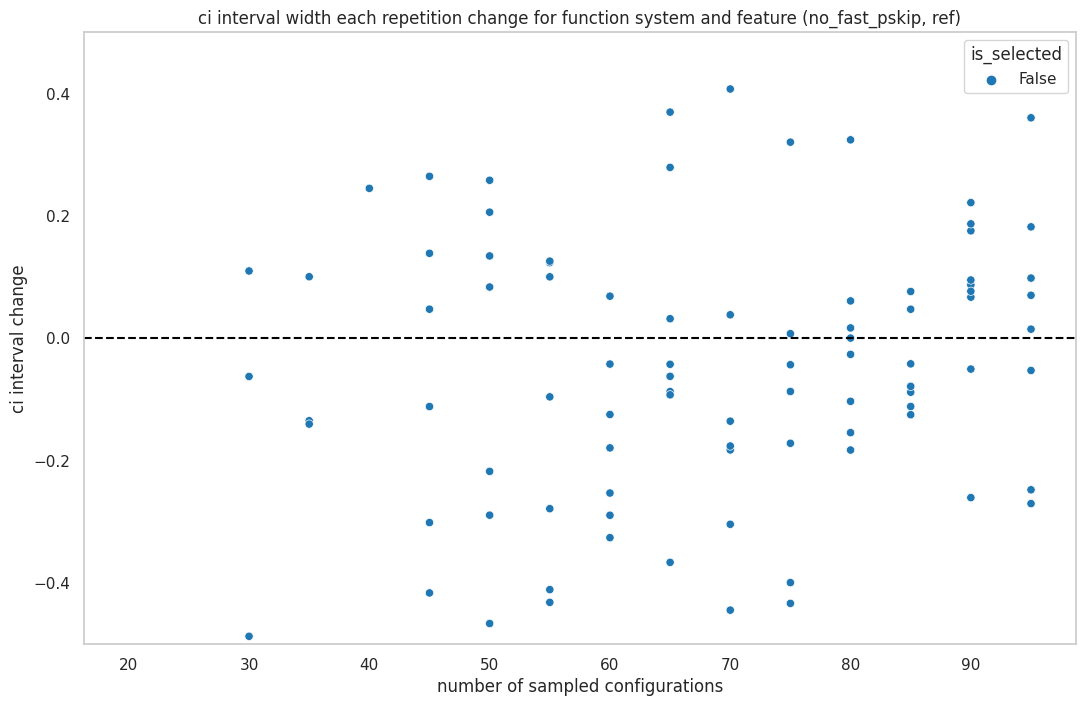 ci interval width each repetition change for function system and feature (no_fast_pskip, ref)
is_selected
False
0.4
0.2
0.0
−0.2
−0.4
ci interval change
20 30 40 50 60 70 80 90
number of sampled configurations